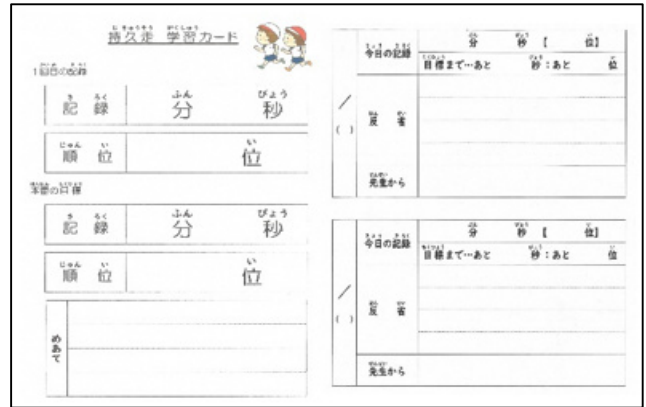 持久走 学習カード
1回目の記録
記録 分 秒
順位 位
本番の目標
記録 分 秒
順位 位
めあて
今日の記録 分 秒 【 位】
目標まで…あと 秒:あと 位
/
( )
反省
先生から
今日の記録 分 秒 【 位】
目標まで…あと 秒:あと 位
/
( )
反省
先生から